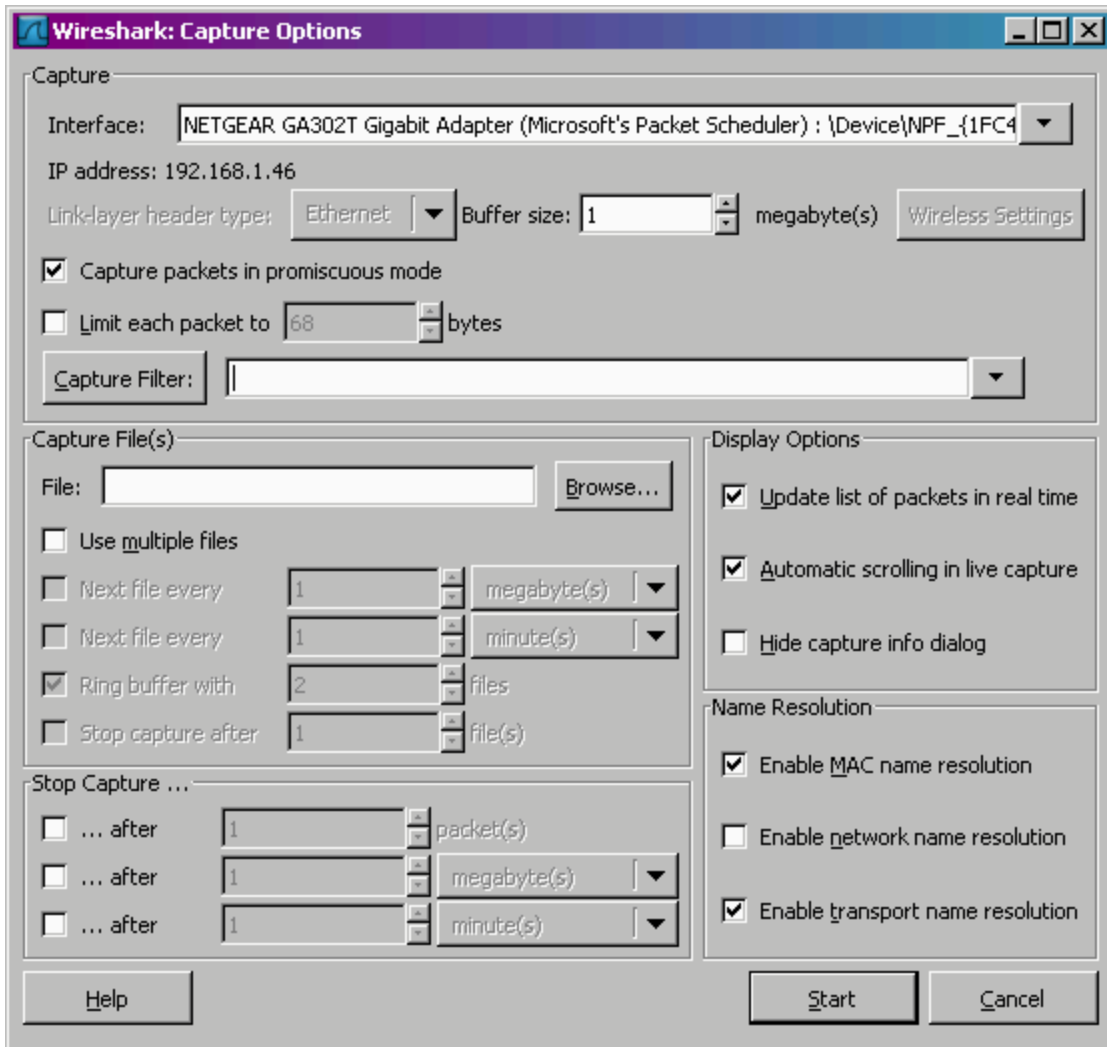 Wireshark: Capture Options
Capture
Interface: NETGEAR GA302T Gigabit Adapter (Microsoft's Packet Scheduler) : \Device\NPF_{1FC4
IP address: 192.168.1.46
Link-layer header type: Ethernet Buffer size: 1 megabyte(s) Wireless Settings
Capture packets in promiscuous mode
Limit each packet to 68 bytes
Capture Filter:
Capture File(s)
File: Browse...
Use multiple files
Next file every 1 megabyte(s)
Next file every 1 minute(s)
Ring buffer with 2 files
Stop capture after 1 file(s)
Stop Capture ...
... after 1 packet(s)
... after 1 megabyte(s)
... after 1 minute(s)
Display Options
Update list of packets in real time
Automatic scrolling in live capture
Hide capture info dialog
Name Resolution
Enable MAC name resolution
Enable network name resolution
Enable transport name resolution
Help Start Cancel